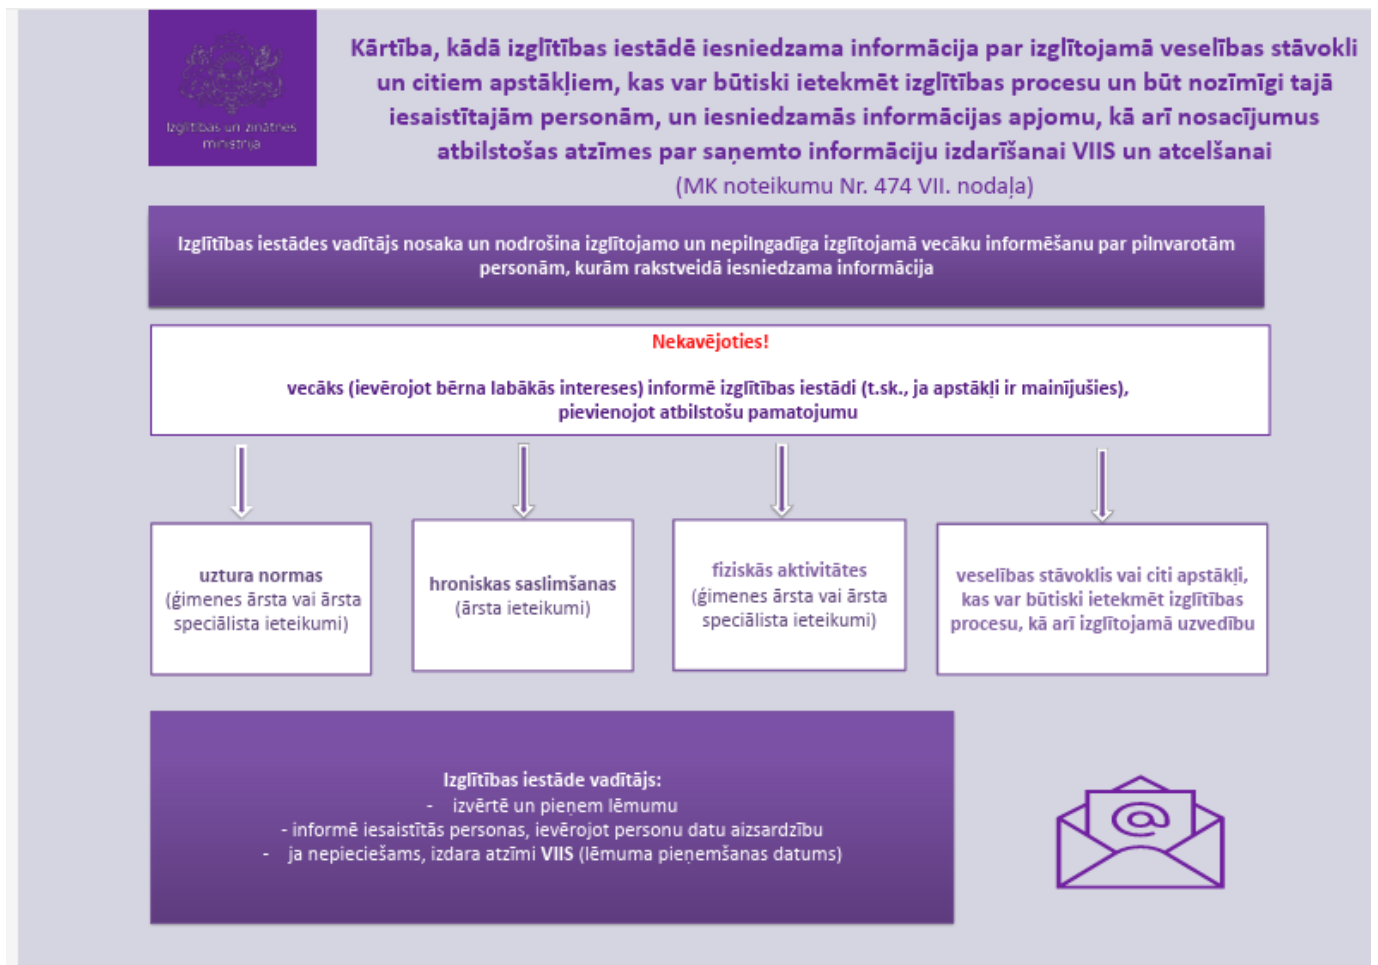 Izglītības un zinātnes
ministrija
Kārtība, kādā izglītības iestādē iesniedzama informācija par izglītojamā veselības stāvokli
un citiem apstākļiem, kas var būtiski ietekmēt izglītības procesu un būt nozīmīgi tajā
iesaistītajām personām, un iesniedzamās informācijas apjomu, kā arī nosacījumus
atbilstošas atzīmes par saņemto informāciju izdarīšanai VIIS un atcelšanai
(MK noteikumu Nr. 474 VII. nodaļa)
Izglītības iestādes vadītājs nosaka un nodrošina izglītojamo un nepilngadīga izglītojamā vecāku informēšanu par pilnvarotām
personām, kurām rakstveidā iesniedzama informācija
Nekavējoties!
vecāks (ievērojot bērna labākās intereses) informē izglītības iestādi (t.sk., ja apstākļi ir mainījušies),
pievienojot atbilstošu pamatojumu
uztura normas
(ģimenes ārsta vai ārsta
speciālista ieteikumi)
hroniskas saslimšanas
(ārsta ieteikumi)
fiziskās aktivitātes
(ģimenes ārsta vai ārsta
speciālista ieteikumi)
veselības stāvoklis vai citi apstākļi,
kas var būtiski ietekmēt izglītības
procesu, kā arī izglītojamā uzvedību
Izglītības iestāde vadītājs:
- izvērtē un pieņem lēmumu
- informē iesaistītās personas, ievērojot personu datu aizsardzību
- ja nepieciešams, izdara atzīmi VIIS (lēmuma pieņemšanas datums)
@